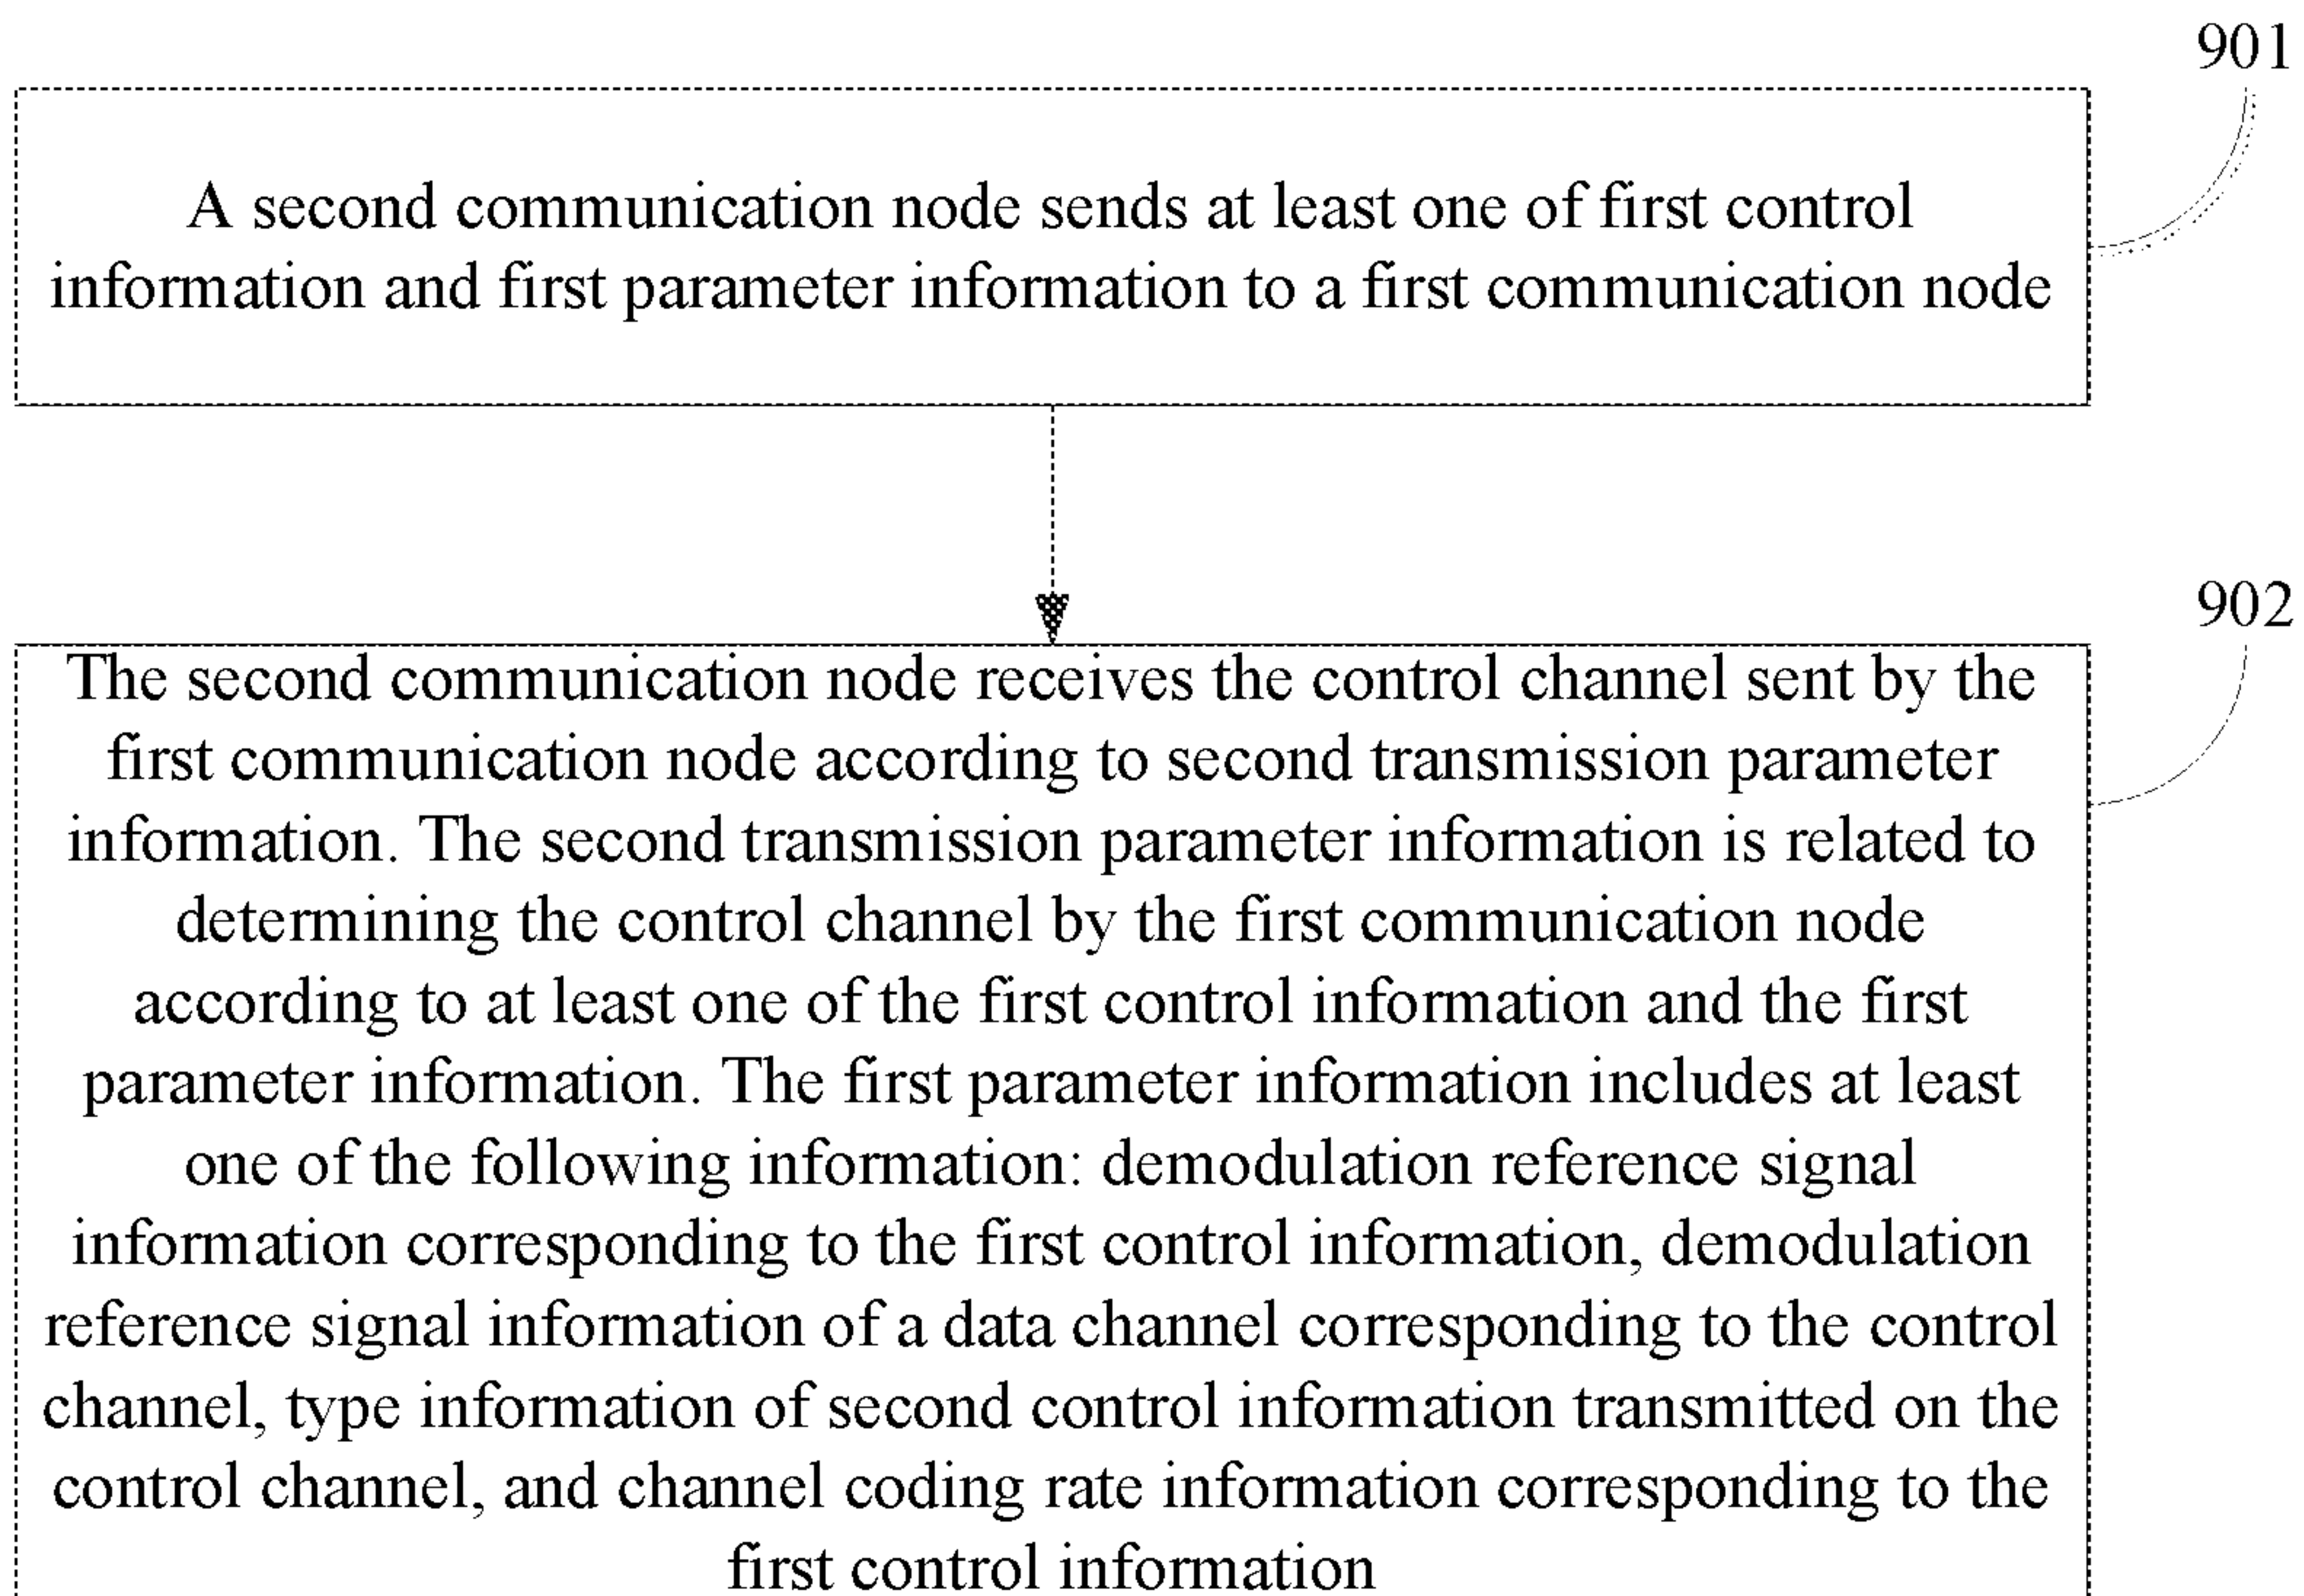 901
A second communication node sends at least one of first control
information and first parameter information to a first communication node
902
The second communication node receives the control channel sent by the
first communication node according to second transmission parameter
information. The second transmission parameter information is related to
determining the control channel by the first communication node
according to at least one of the first control information and the first
parameter information. The first parameter information includes at least
one of the following information: demodulation reference signal
information corresponding to the first control information, demodulation
reference signal information of a data channel corresponding to the control
channel, type information of second control information transmitted on the
control channel, and channel coding rate information corresponding to the
first control information